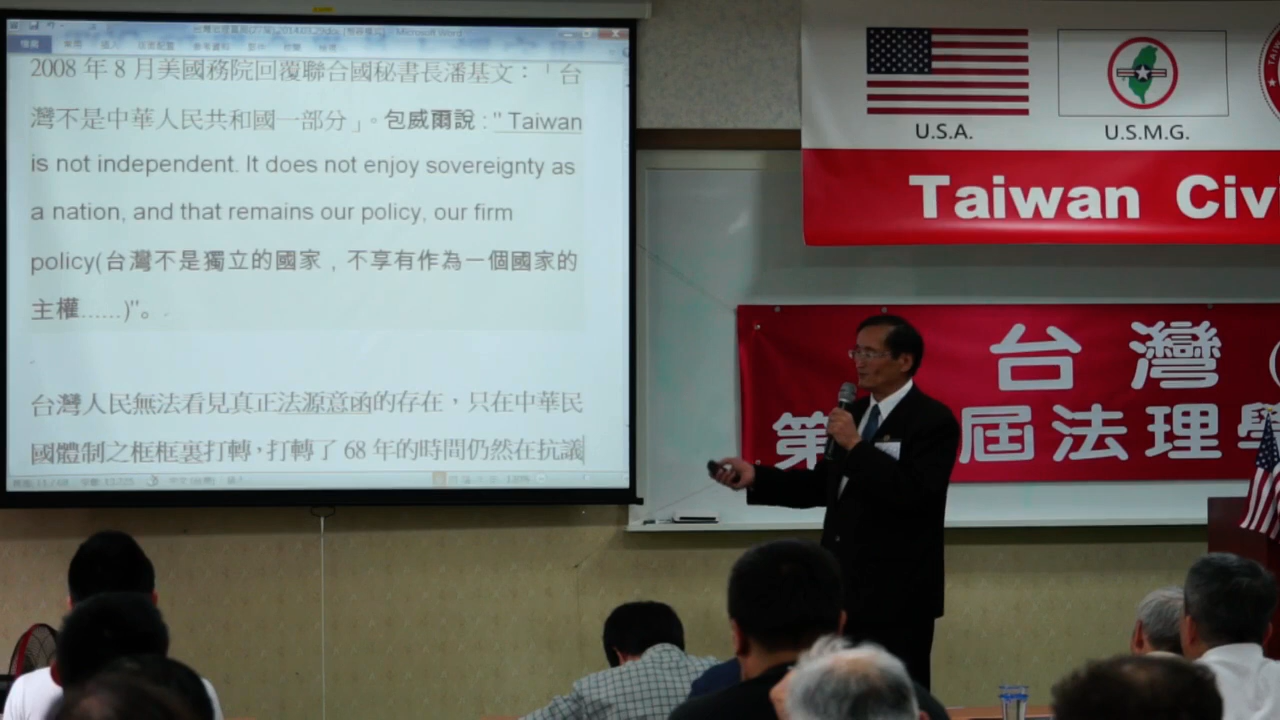 Microsoft Word
2008 年 8 月美國務院回覆聯合國秘書長潘基文：「台
灣不是中華人民共和國一部分」。包威爾說 :" Taiwan
is not independent. It does not enjoy sovereignty as
a nation, and that remains our policy, our firm
policy(台灣不是獨立的國家，不享有作為一個國家的
主權......)"。
台灣人民無法看見真正法源意函的存在，只在中華民
國體制之框框裏打轉，打轉了 68 年的時間仍然在抗議
U.S.A.
U.S.M.G.
Taiwan Civi
台灣
第 屆法理學